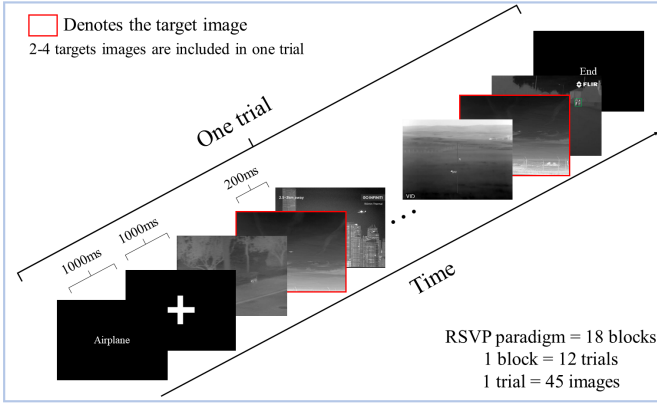 Denotes the target image
2-4 targets images are included in one trial
One trial
1000ms
1000ms
200ms
Airplane
VIO
FLIR
End
Time
RSVP paradigm = 18 blocks
1 block = 12 trials
1 trial = 45 images